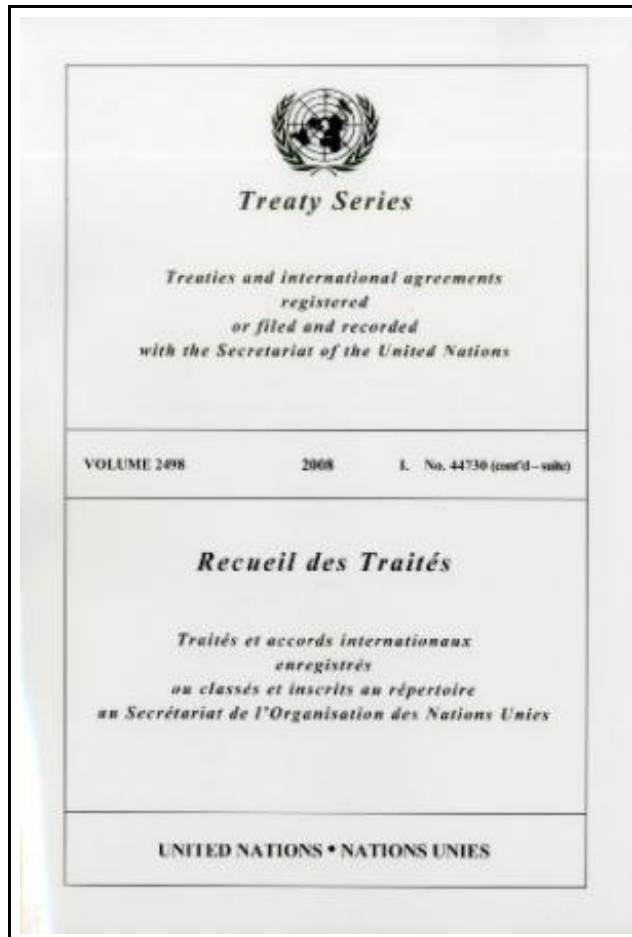 Treaty Series
Treaties and international agreements
registered
or filed and recorded
with the Secretariat of the United Nations
VOLUME 2498 2008 I. No. 44730 (cont'd – suite)
Recueil des Traités
Traités et accords internationaux
enregistrés
ou classés et inscrits au répertoire
au Secrétariat de l'Organisation des Nations Unies
UNITED NATIONS • NATIONS UNIES